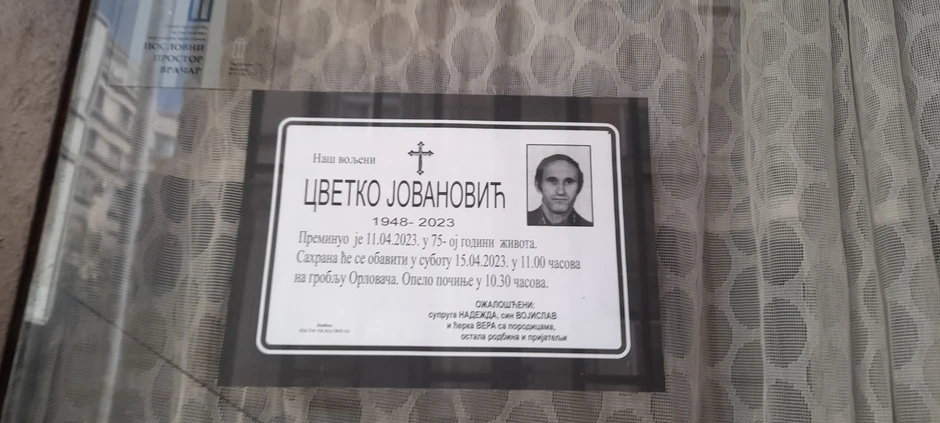 ПОСЛОВНИ
ПРОСТОР
ВРАЧАР
Наш вољени
ЦВЕТКО ЈОВАНОВИЋ
1948- 2023
Преминуо је 11.04.2023. у 75- ој години живота.
Сахрана ће се обавити у суботу 15.04.2023. у 11.00 часова
на гробљу Орловача. Опело почиње у 10.30 часова.
ОЖАЛОШЋЕНИ:
супруга НАДЕЖДА, син ВОЈИСЛАВ
и ћерка ВЕРА са породицама,
остала родбина и пријатељи